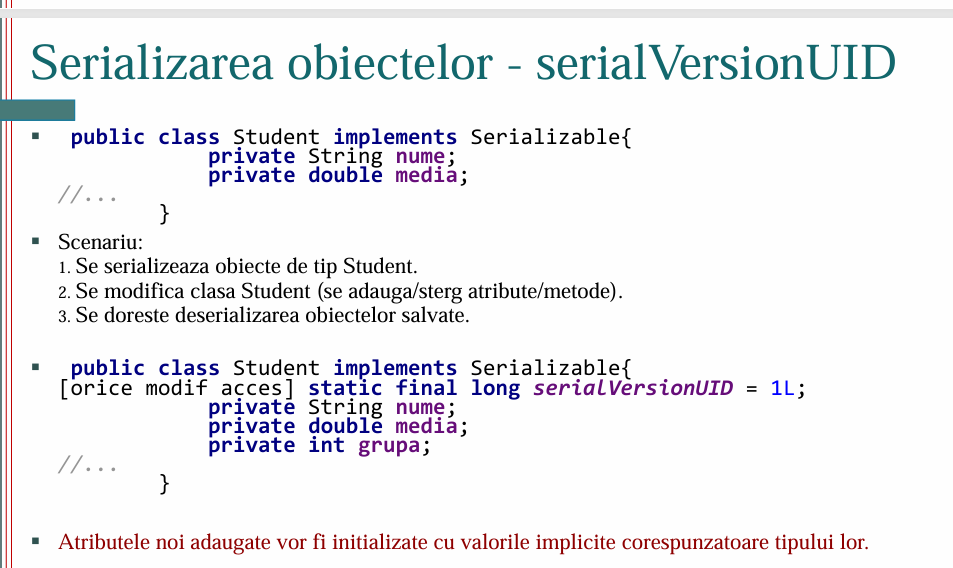 Serializarea obiectelor - serialVersionUID
▪ public class Student implements Serializable{
private String nume;
private double media;
//...
}
▪ Scenariu:
1. Se serializeaza obiecte de tip Student.
2. Se modifica clasa Student (se adauga/sterg atribute/metode).
3. Se doreste deserializarea obiectelor salvate.
▪ public class Student implements Serializable{
[orice modif acces] static final long serialVersionUID = 1L;
private String nume;
private double media;
private int grupa;
//...
}
▪ Atributele noi adaugate vor fi initializate cu valorile implicite corespunzatoare tipului lor.